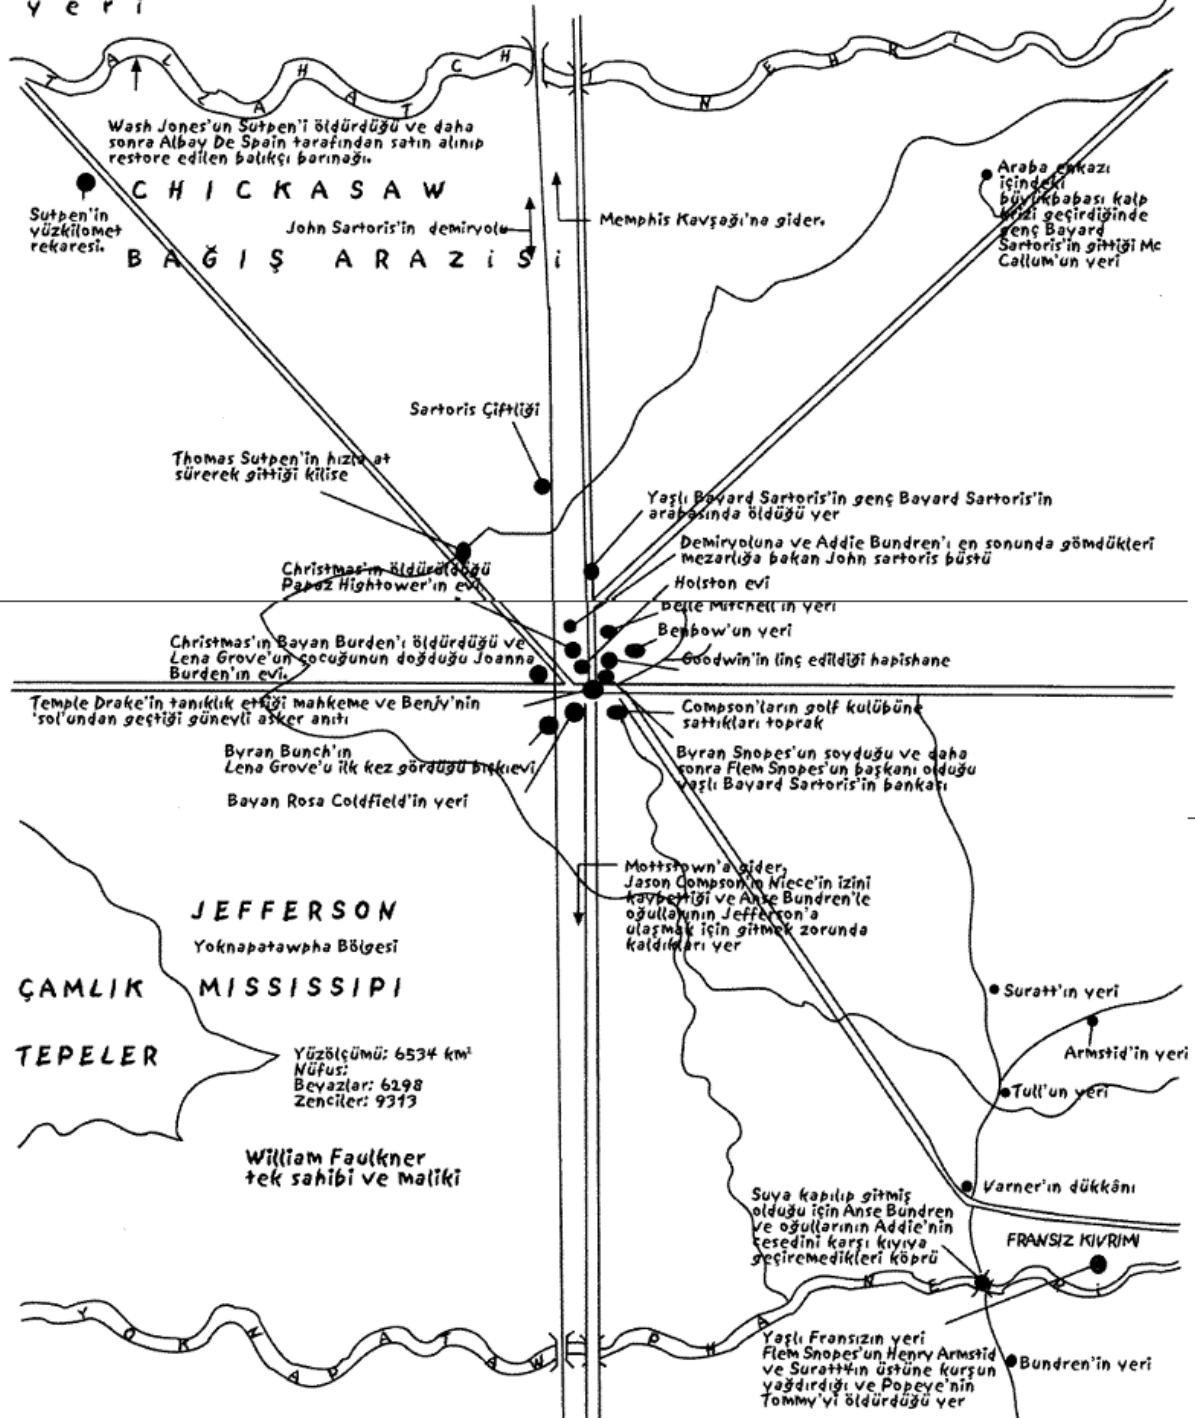 yeri
TALLAHATCHI NEHRI
Wash Jones'un Sutpen'i öldürdüğü ve daha
sonra Albay De Spain tarafından satın alınıp
restore edilen balıkçı barınağı.
CHICKASAW
Sutpen'in
yüzkilomet
rekaresi.
John Sartoris'in demiryolu
Memphis Kavşağı'na gider.
BAĞIŞ ARAZİSİ
Araba enkazı
içindeki
büyükbabası kalp
krizi geçirdiğinde
genç Bayard
Sartoris'in gittiği Mc
Callum'un yeri
Sartoris Çiftliği
Thomas Sutpen'in hızla at
sürerek gittiği kilise
Yaşlı Bayard Sartoris'in genç Bayard Sartoris'in
arabasında öldüğü yer
Demiryoluna ve Addie Bundren'ı en sonunda gömdükleri
mezarlığa bakan John sartoris büstü
Christmas'ın öldürüldüğü
Papaz Hightower'ın evi
Holston evi
Belle Mitchell'in yeri
Benbow'un yeri
Christmas'ın Bayan Burden'ı öldürdüğü ve
Lena Grove'un çocuğunun doğduğu Joanna
Burden'ın evi.
Goodwin'in linç edildiği hapishane
Temple Drake'in tanıklık ettiği mahkeme ve Benjy'nin
'sol'undan geçtiği güneyli asker anıtı
Compson'ların golf kulübüne
sattıkları toprak
Byran Bunch'ın
Lena Grove'u ilk kez gördüğü bıçkıevi
Byran Snopes'un soyduğu ve daha
sonra Flem Snopes'un başkanı olduğu
yaşlı Bayard Sartoris'in bankası
Bayan Rosa Coldfield'in yeri
Mottstown'a gider,
Jason Compson'ın Niece'in izini
kaybettiği ve Anse Bundren'le
oğullarının Jefferson'a
ulaşmak için gitmek zorunda
kaldıkları yer
JEFFERSON
Yoknapatawpha Bölgesi
ÇAMLIK MISSISSIPI
TEPELER
Yüzölçümü: 6534 km²
Nüfus:
Beyazlar: 6298
Zenciler: 9313
Suratt'ın yeri
Armstid'in yeri
Tull'un yeri
William Faulkner
tek sahibi ve maliki
Varner'ın dükkânı
Suya kapılıp gitmiş
olduğu için Anse Bundren
ve oğullarının Addie'nin
cesedini karşı kıyıya
geçiremedikleri köprü
FRANSIZ KIVRIMI
YOKNAPATAWPHA NEHRi
Yaşlı Fransızın yeri
Flem Snopes'un Henry Armstid
ve Suratt4ın üstüne kurşun
yağdırdığı ve Popeye'nin
Tommy'yi öldürdüğü yer
Bundren'in yeri